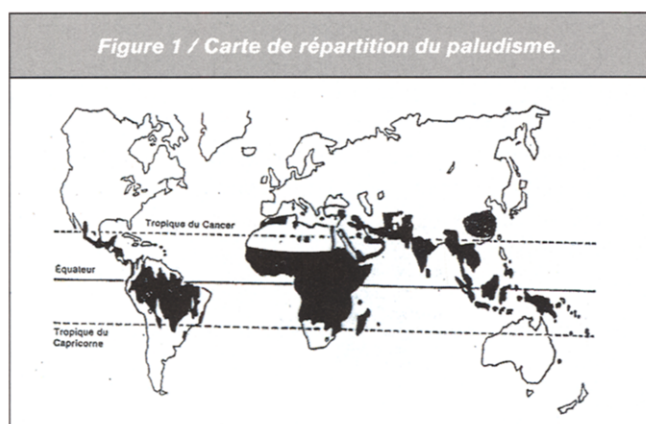 Figure 1 / Carte de répartition du paludisme.
Tropique du Cancer
Équateur
Tropique du
Capricorne